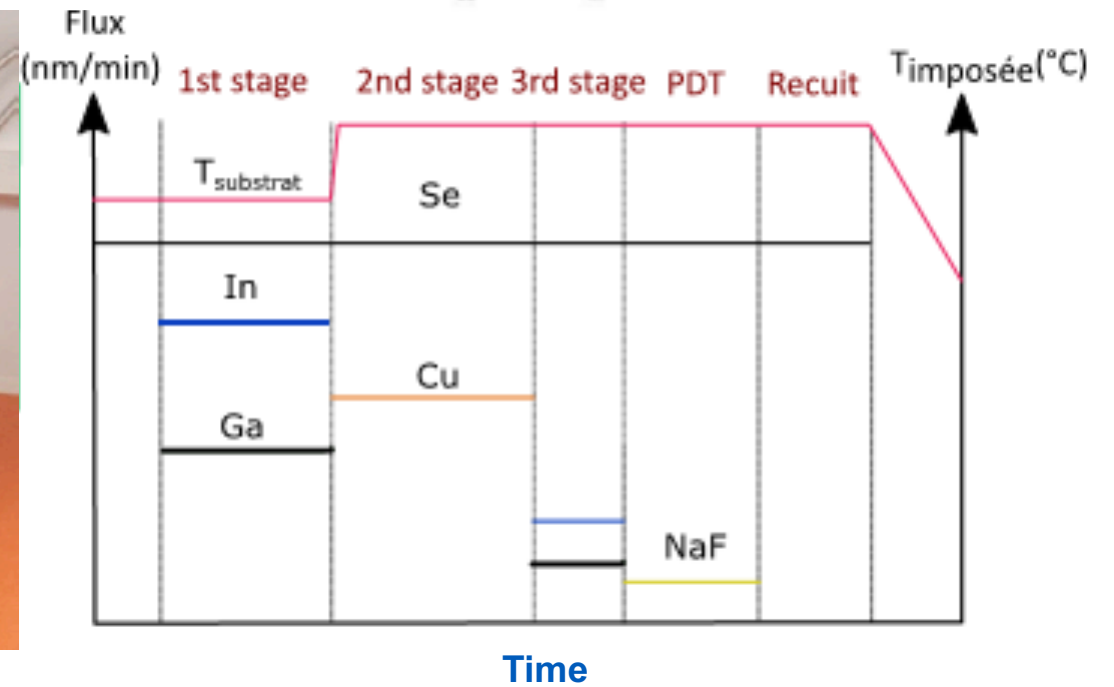 Flux
(nm/min)
1st stage
2nd stage
3rd stage
PDT
Recuit
Timposée(°C)
Tsubstrat
Se
In
Cu
Ga
NaF
Time